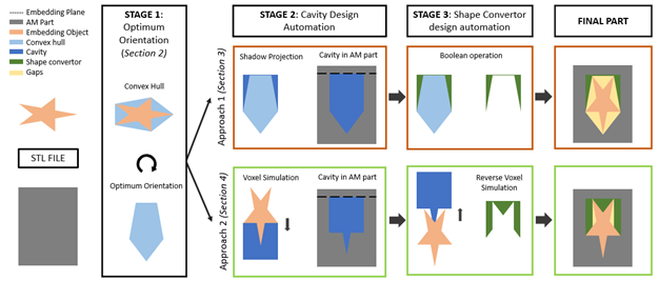 Embedding Plane
AM Part
Embedding Object
Convex hull
Cavity
Shape convertor
Gaps
STL FILE
STAGE 1:
Optimum
Orientation
(Section 2)
Convex Hull
Optimum Orientation
STAGE 2: Cavity Design
Automation
STAGE 3: Shape Convertor
design automation
FINAL PART
Approach 1 (Section 3)
Shadow Projection
Cavity in AM part
Boolean operation
Approach 2 (Section 4)
Voxel Simulation
Cavity in AM part
Reverse Voxel
Simulation